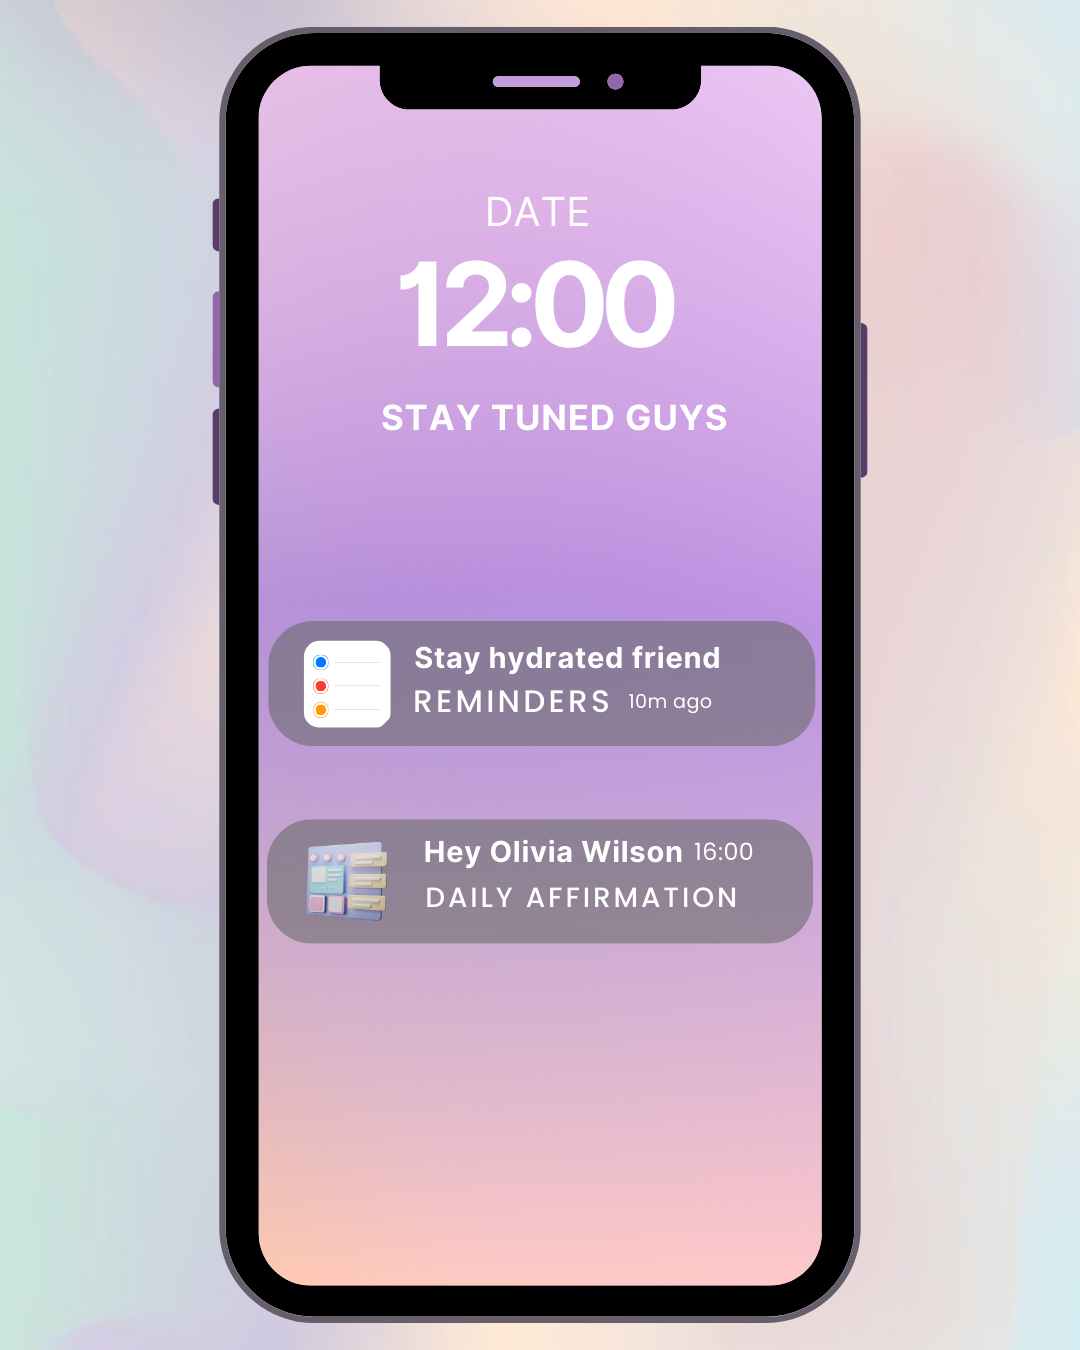 DATE
12:00
STAY TUNED GUYS
Stay hydrated friend
REMINDERS 10m ago
Hey Olivia Wilson 16:00
DAILY AFFIRMATION